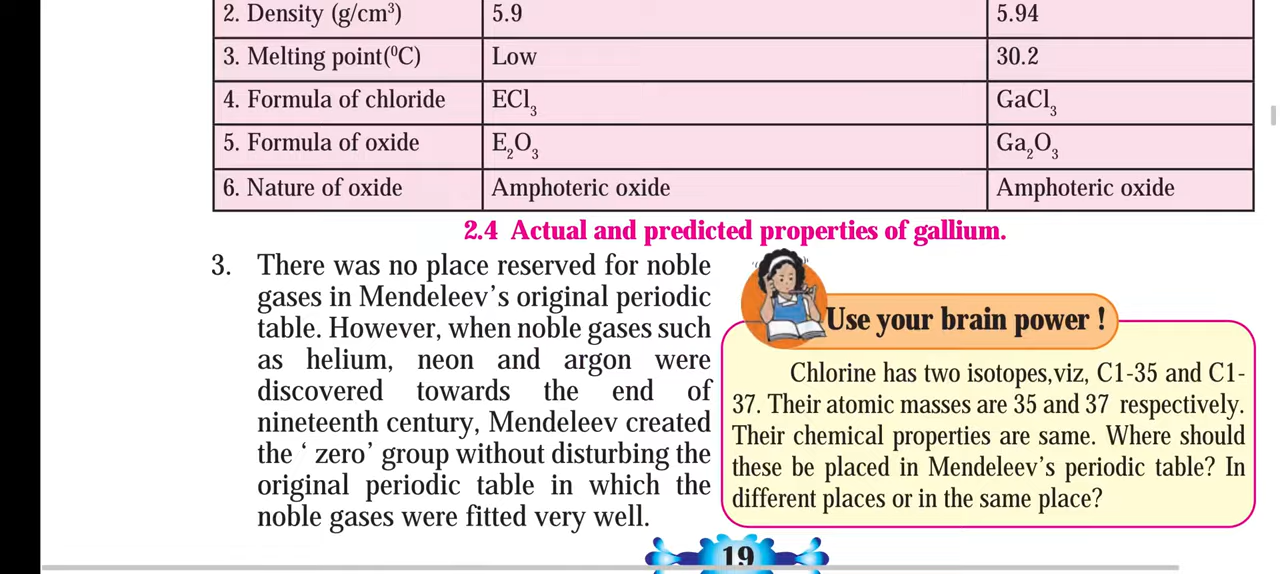 2. Density (g/cm³) 5.9 5.94
3. Melting point(⁰C) Low 30.2
4. Formula of chloride ECl₃ GaCl₃
5. Formula of oxide E₂O₃ Ga₂O₃
6. Nature of oxide Amphoteric oxide Amphoteric oxide
2.4 Actual and predicted properties of gallium.
3. There was no place reserved for noble
gases in Mendeleev's original periodic
table. However, when noble gases such
as helium, neon and argon were
discovered towards the end of
nineteenth century, Mendeleev created
the ‘ zero’ group without disturbing the
original periodic table in which the
noble gases were fitted very well.
Use your brain power !
Chlorine has two isotopes,viz, C1-35 and C1-
37. Their atomic masses are 35 and 37 respectively.
Their chemical properties are same. Where should
these be placed in Mendeleev's periodic table? In
different places or in the same place?
19